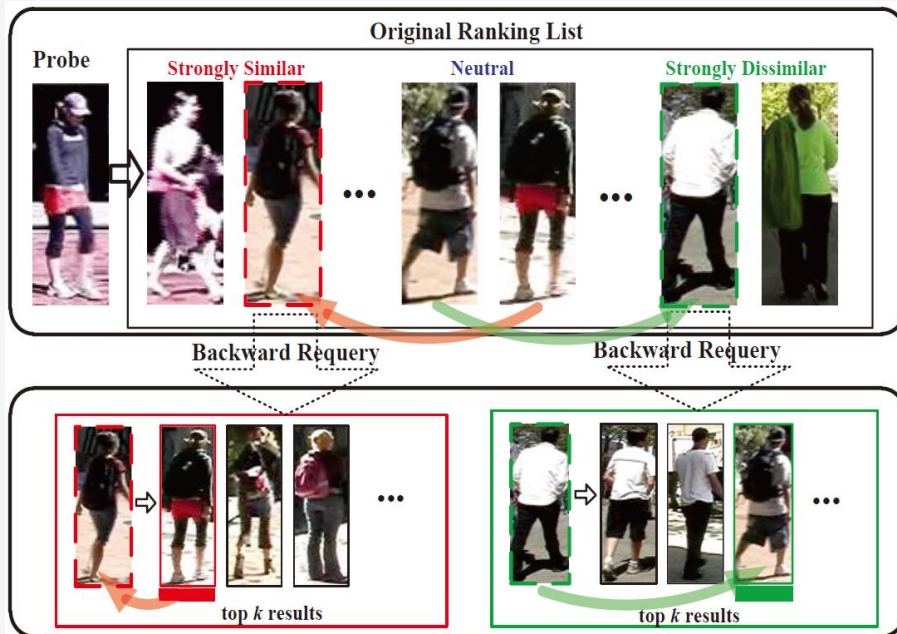 Original Ranking List
Probe
Strongly Similar
Neutral
Strongly Dissimilar
•••
•••
Backward Requery
Backward Requery
•••
•••
top k results
top k results